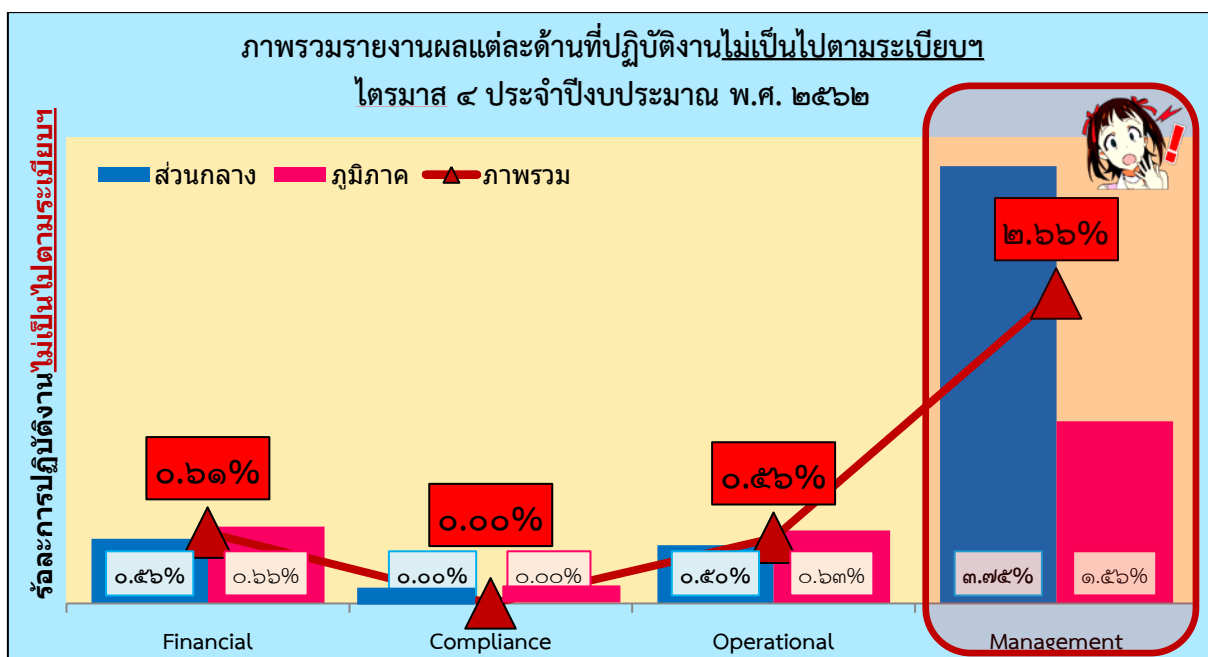 ภาพรวมรายงานผลแต่ละด้านที่ปฏิบัติงานไม่เป็นไปตามระเบียบฯ
ไตรมาส ๔ ประจำปีงบประมาณ พ.ศ. ๒๕๖๒
ร้อยละการปฏิบัติงานไม่เป็นไปตามระเบียบฯ
ส่วนกลาง ภูมิภาค ภาพรวม
๒.๖๖%
๐.๖๑% ๐.๐๐% ๐.๕๖%
๐.๕๖% ๐.๖๖% ๐.๐๐% ๐.๐๐% ๐.๕๐% ๐.๖๓% ๓.๗๕% ๑.๕๖%
Financial Compliance Operational Management